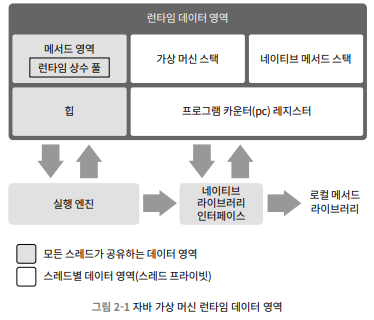 런타임 데이터 영역
메서드 영역
런타임 상수 풀
가상 머신 스택
네이티브 메서드 스택
힙
프로그램 카운터(pc) 레지스터
실행 엔진
네이티브
라이브러리
인터페이스
로컬 메서드
라이브러리
모든 스레드가 공유하는 데이터 영역
스레드별 데이터 영역(스레드 프라이빗)
그림 2-1 자바 가상 머신 런타임 데이터 영역